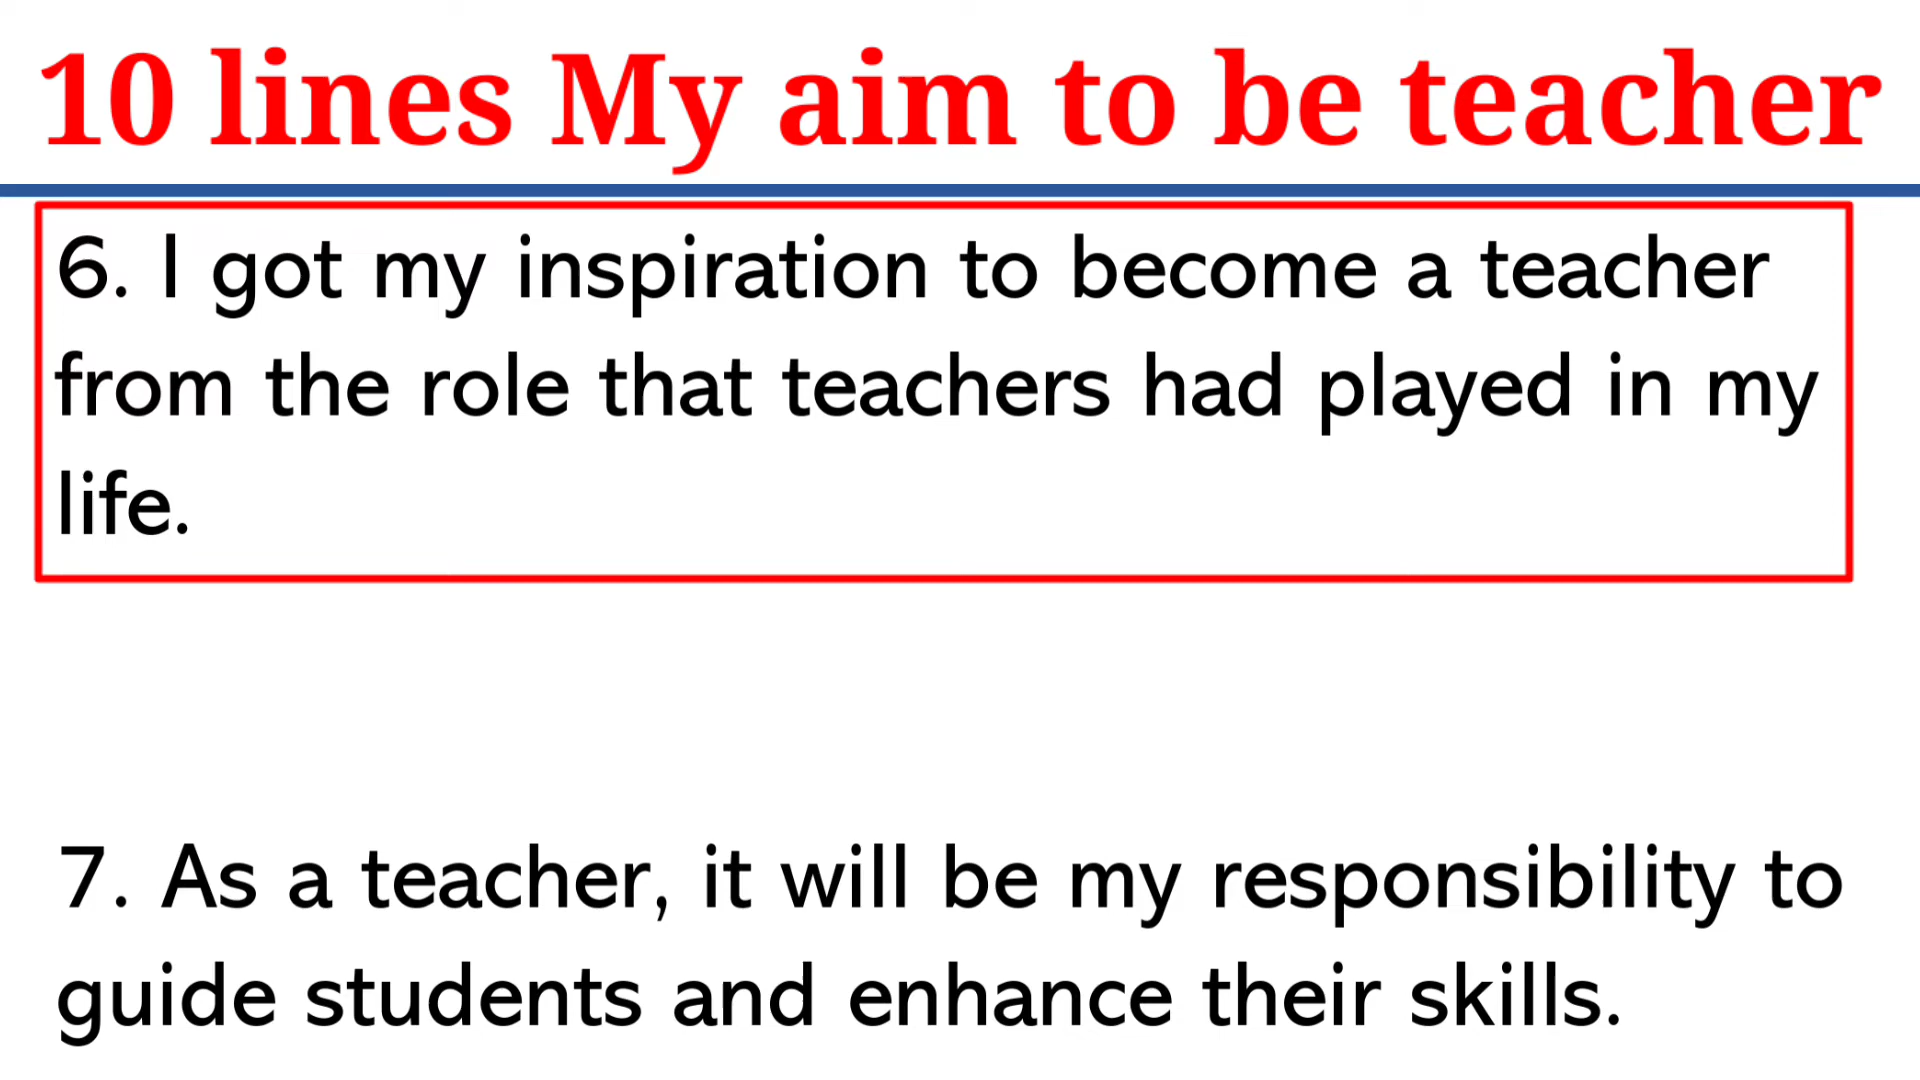 10 lines My aim to be teacher
6. I got my inspiration to become a teacher
from the role that teachers had played in my
life.
7. As a teacher, it will be my responsibility to
guide students and enhance their skills.